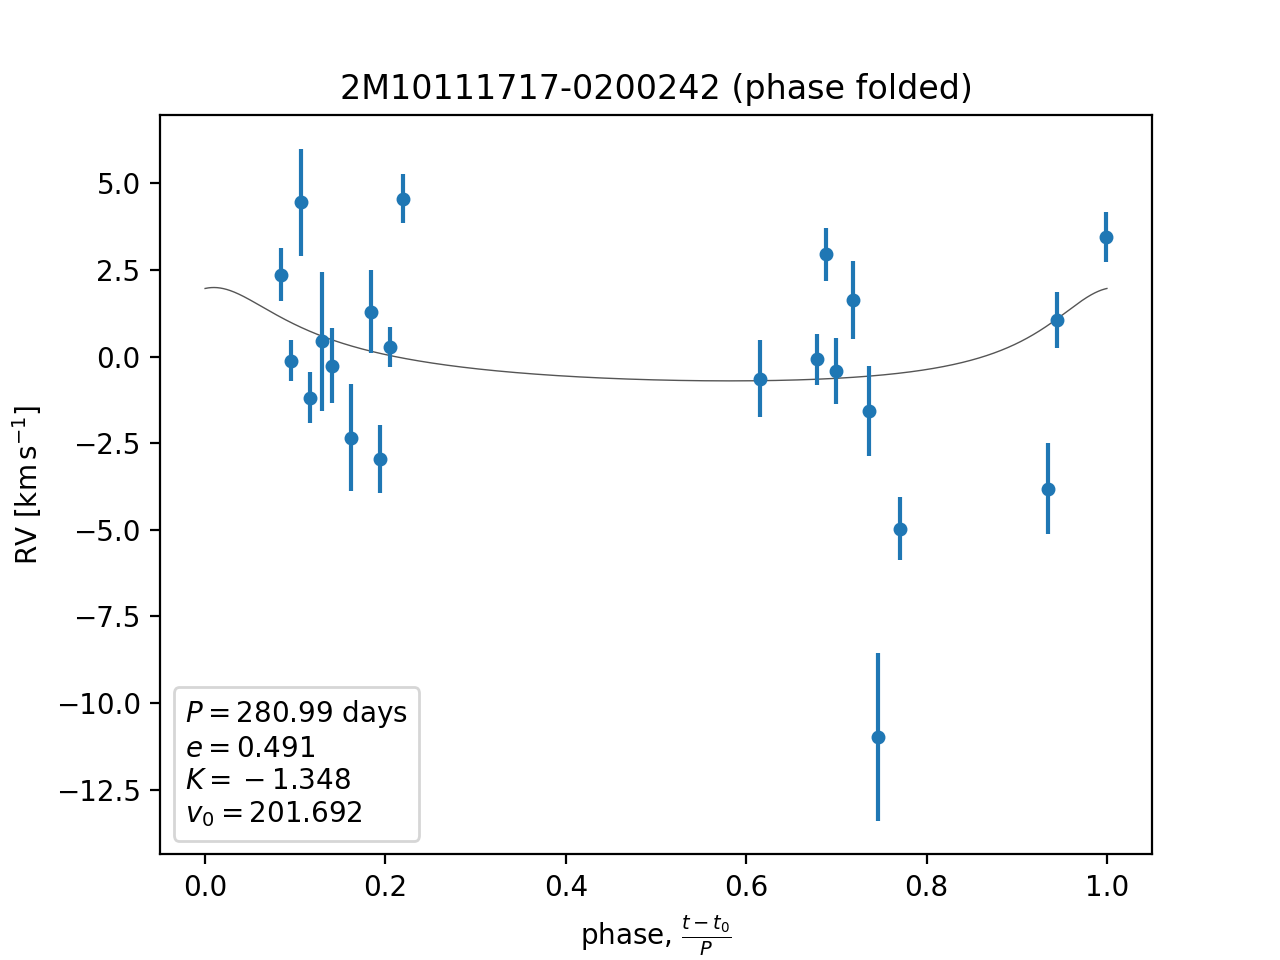 2M10111717-0200242 (phase folded)
RV [km s⁻¹]
5.0
2.5
0.0
−2.5
−5.0
−7.5
−10.0
−12.5
P = 280.99 days
e = 0.491
K = −1.348
v₀ = 201.692
0.0 0.2 0.4 0.6 0.8 1.0
phase, (t − t₀)/P